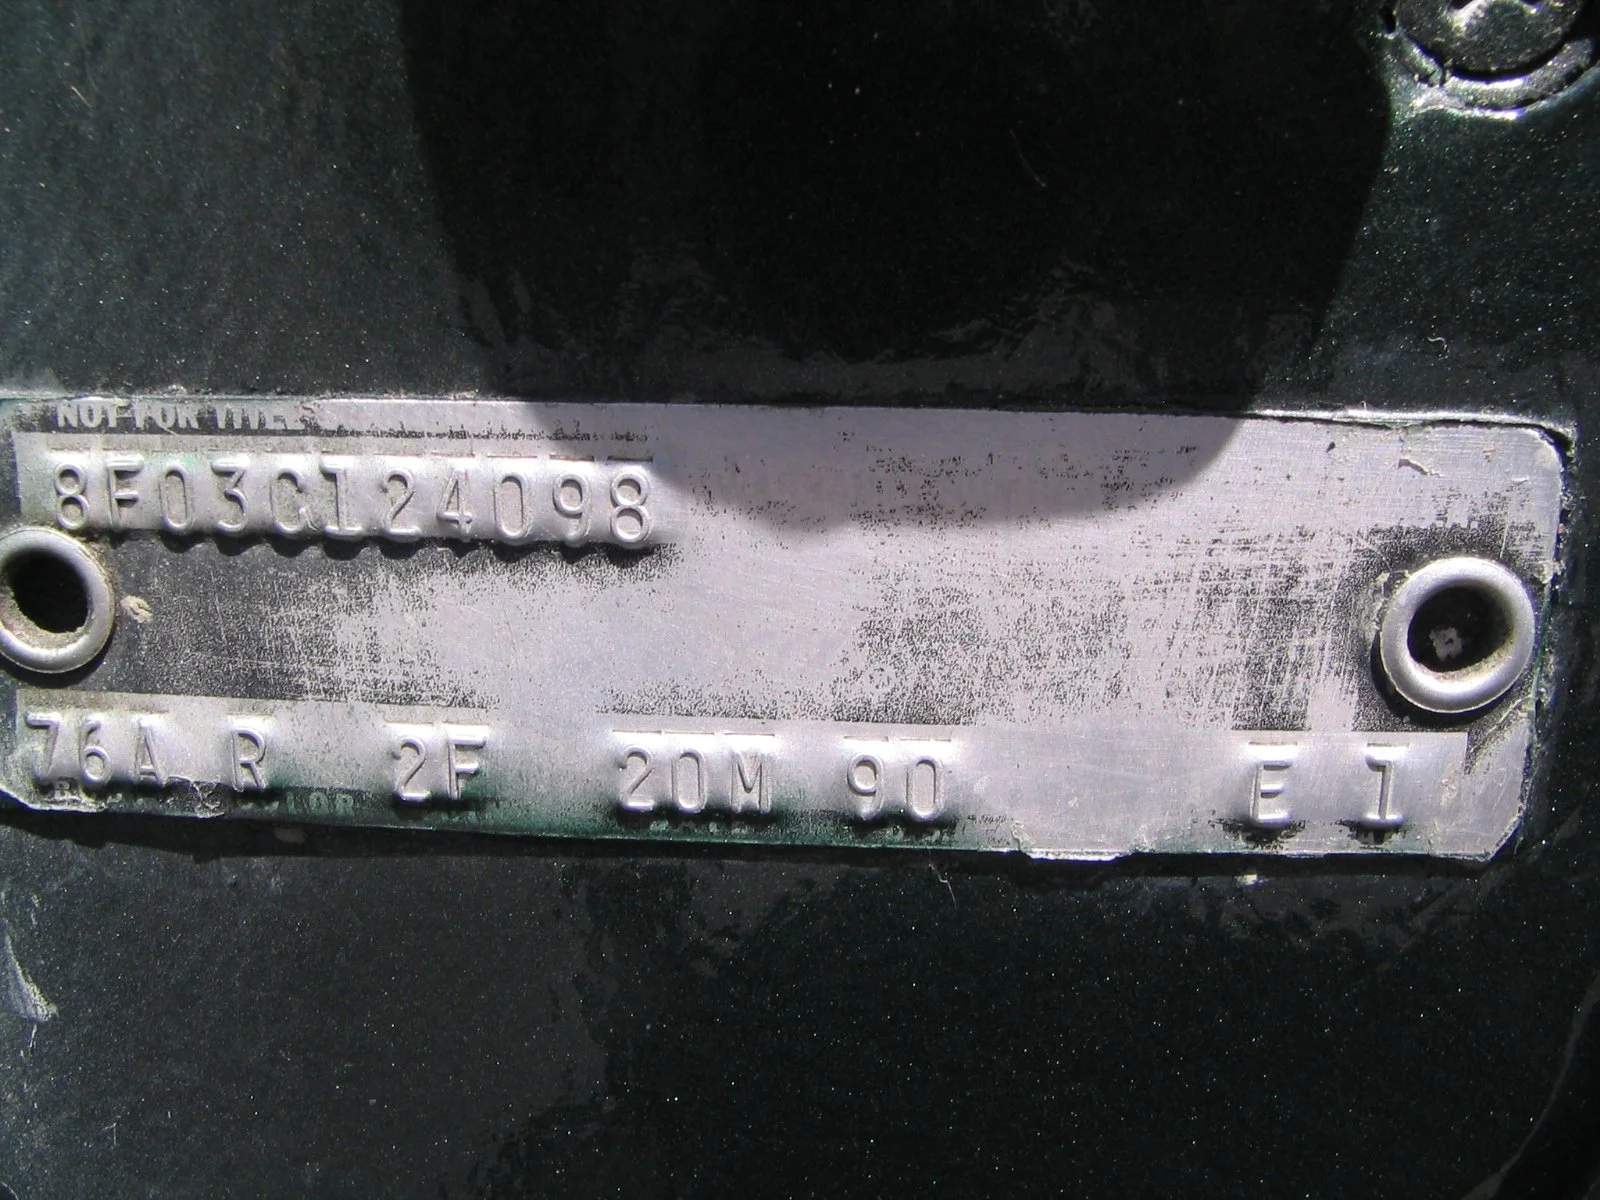 NOT FOR TITLE
8F03C124098
76A R 2F 20M 90 E 1